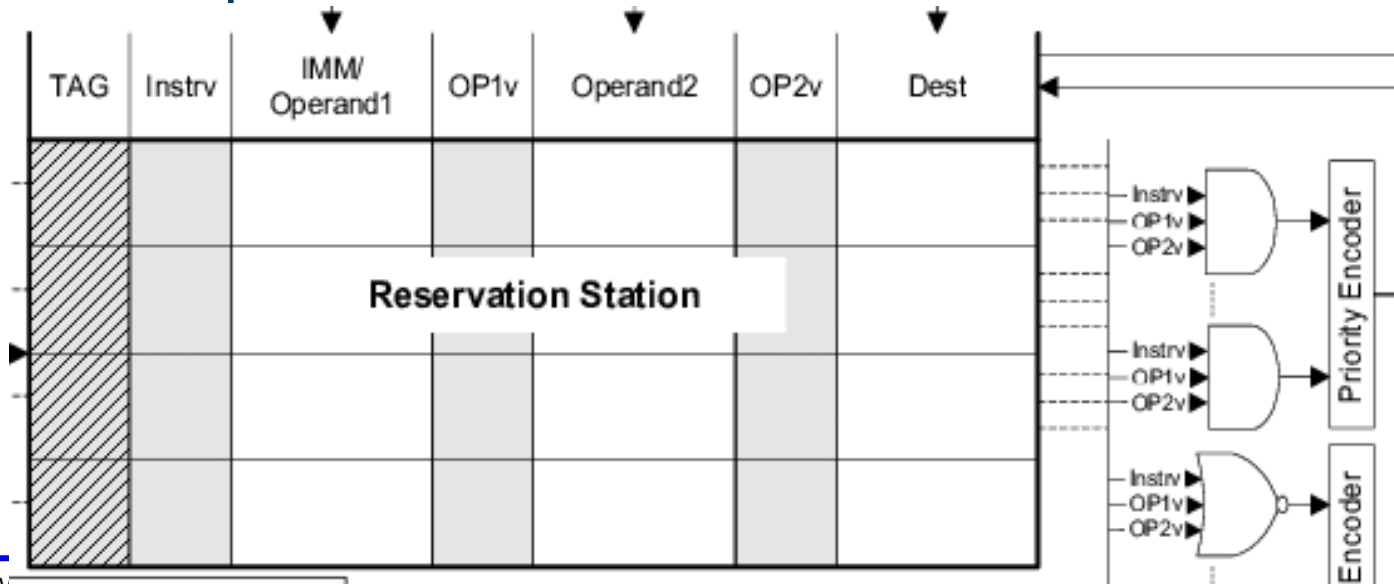 TAG
Instrv
IMM/
Operand1
OP1v
Operand2
OP2v
Dest
Reservation Station
Instrv
OP1v
OP2v
Instrv
OP1v
OP2v
Priority Encoder
Instrv
OP1v
OP2v
Encoder